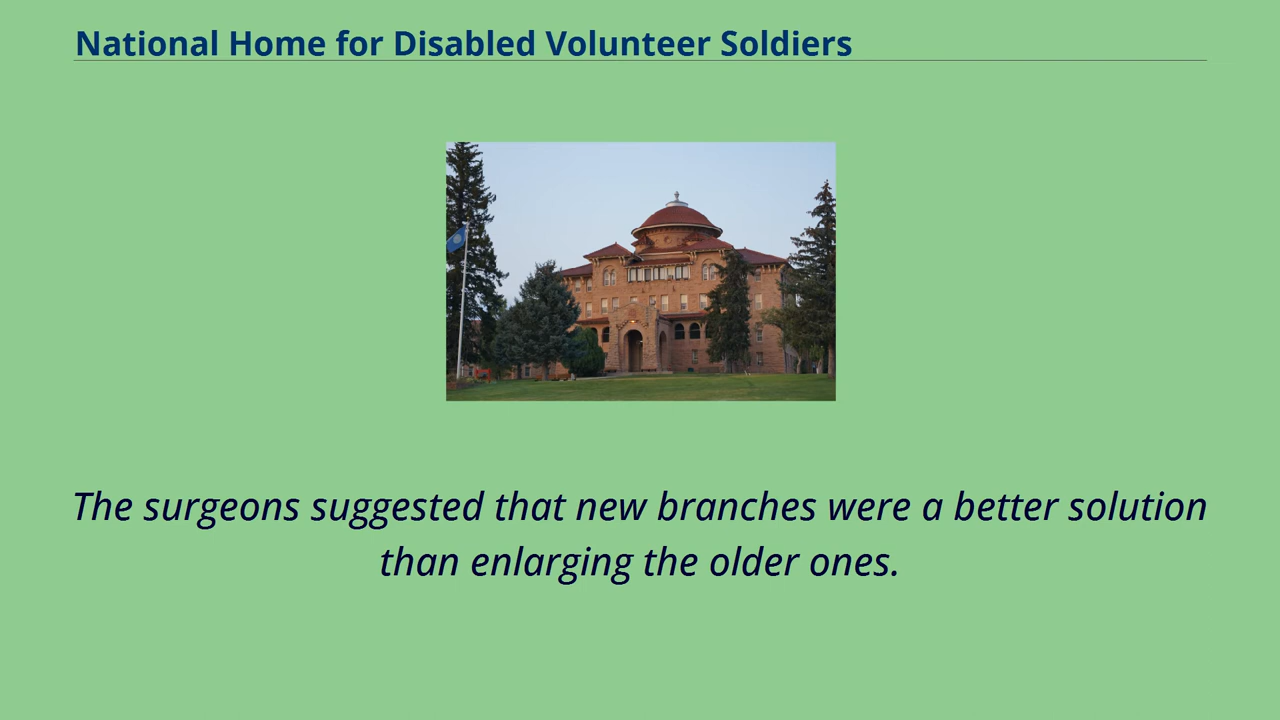 National Home for Disabled Volunteer Soldiers
The surgeons suggested that new branches were a better solution
than enlarging the older ones.